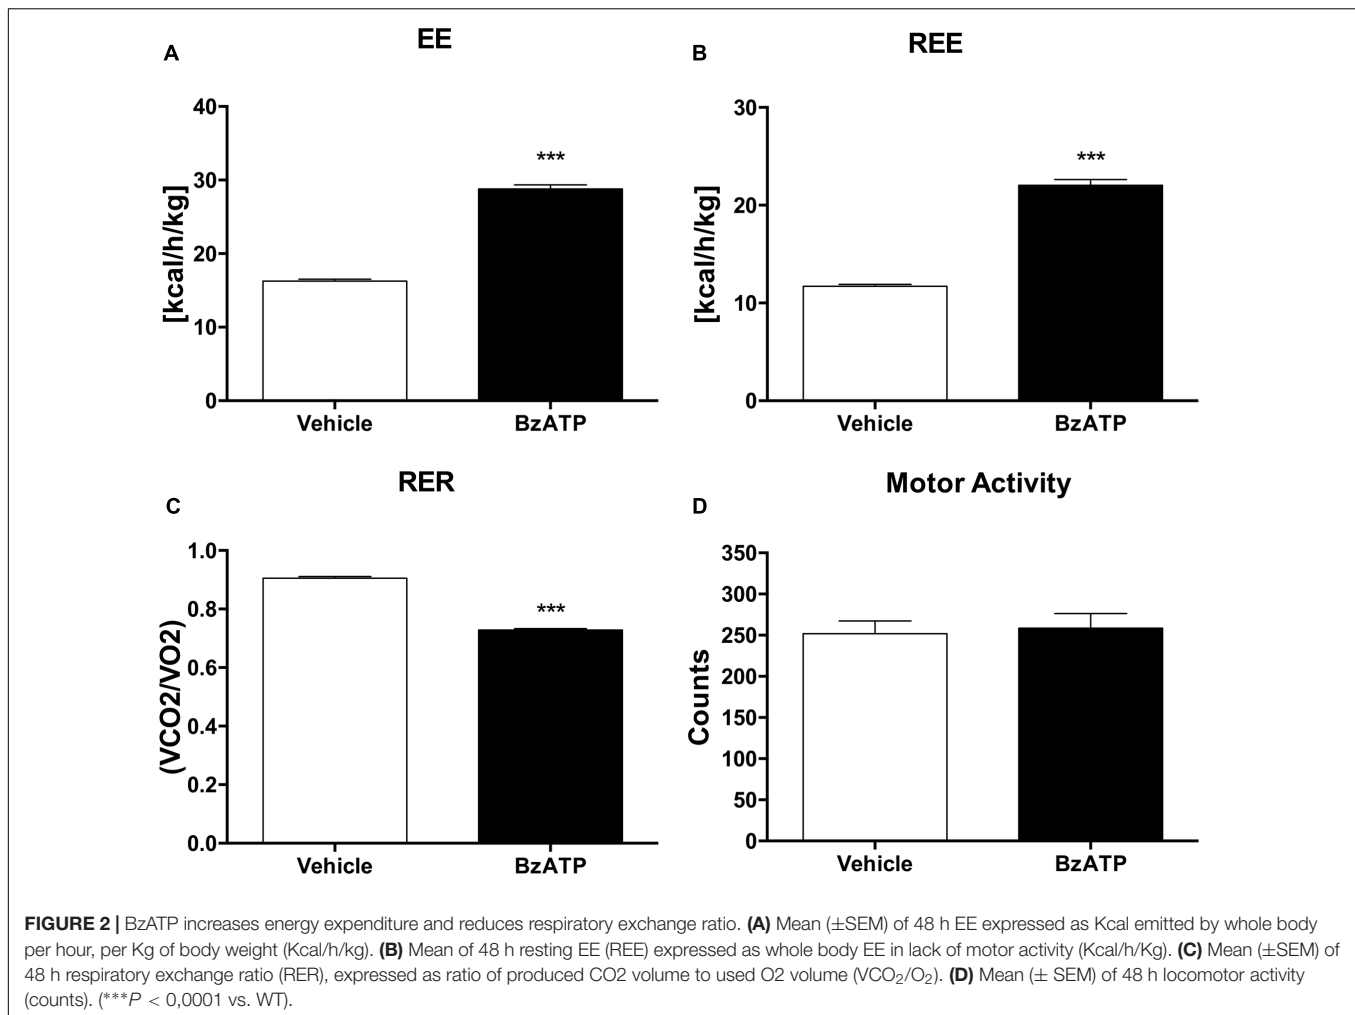 A
EE
[kcal/h/kg]
40
30
20
10
0
***
Vehicle
BzATP
B
REE
[kcal/h/kg]
30
20
10
0
***
Vehicle
BzATP
C
RER
(VCO2/VO2)
1.0
0.8
0.6
0.4
0.2
0.0
***
Vehicle
BzATP
D
Motor Activity
Counts
350
300
250
200
150
100
50
0
Vehicle
BzATP
FIGURE 2 | BzATP increases energy expenditure and reduces respiratory exchange ratio. (A) Mean (±SEM) of 48 h EE expressed as Kcal emitted by whole body
per hour, per Kg of body weight (Kcal/h/kg). (B) Mean of 48 h resting EE (REE) expressed as whole body EE in lack of motor activity (Kcal/h/Kg). (C) Mean (±SEM) of
48 h respiratory exchange ratio (RER), expressed as ratio of produced CO2 volume to used O2 volume (VCO₂/O₂). (D) Mean (± SEM) of 48 h locomotor activity
(counts). (***P < 0,0001 vs. WT).